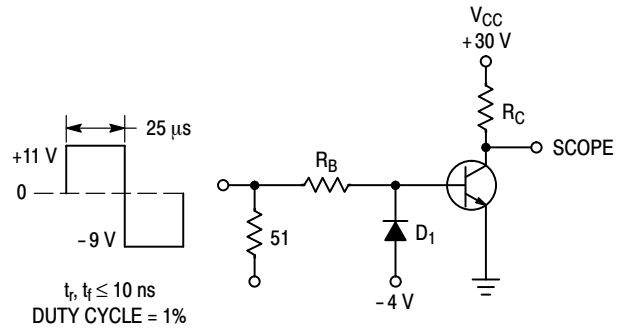 V_CC
+30 V
R_C
25 μs
+11 V
SCOPE
R_B
0
51
D_1
-9 V
-4 V
t_r, t_f ≤ 10 ns
DUTY CYCLE = 1%